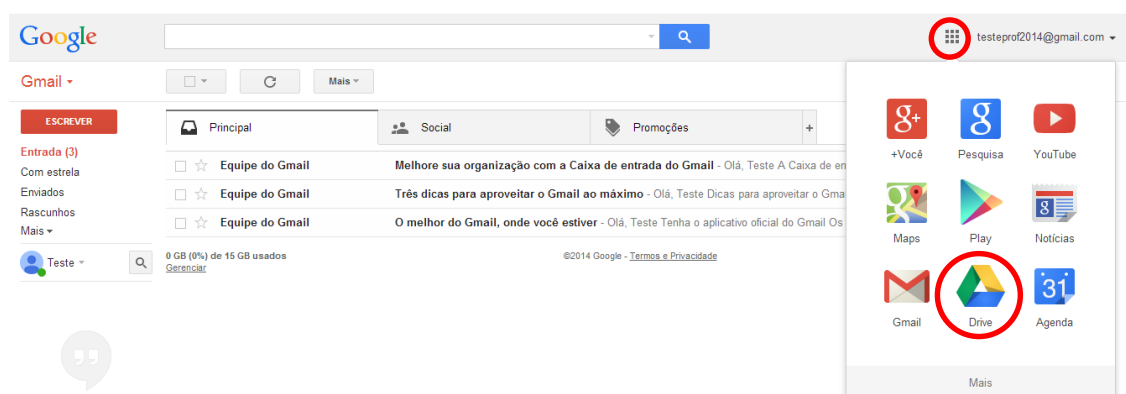 Google
testeprof2014@gmail.com
Gmail
Mais
ESCREVER
Principal
Social
Promoções
+
Entrada (3)
Com estrela
Enviados
Rascunhos
Mais
Teste
Equipe do Gmail Melhore sua organização com a Caixa de entrada do Gmail - Olá, Teste A Caixa de en
Equipe do Gmail Três dicas para aproveitar o Gmail ao máximo - Olá, Teste Dicas para aproveitar o Gma
Equipe do Gmail O melhor do Gmail, onde você estiver - Olá, Teste Tenha o aplicativo oficial do Gmail Os
0 GB (0%) de 15 GB usados
Gerenciar
©2014 Google - Termos e Privacidade
g+
g
+Você Pesquisa YouTube
g
g
Maps Play Notícias
31
Gmail Drive Agenda
Mais